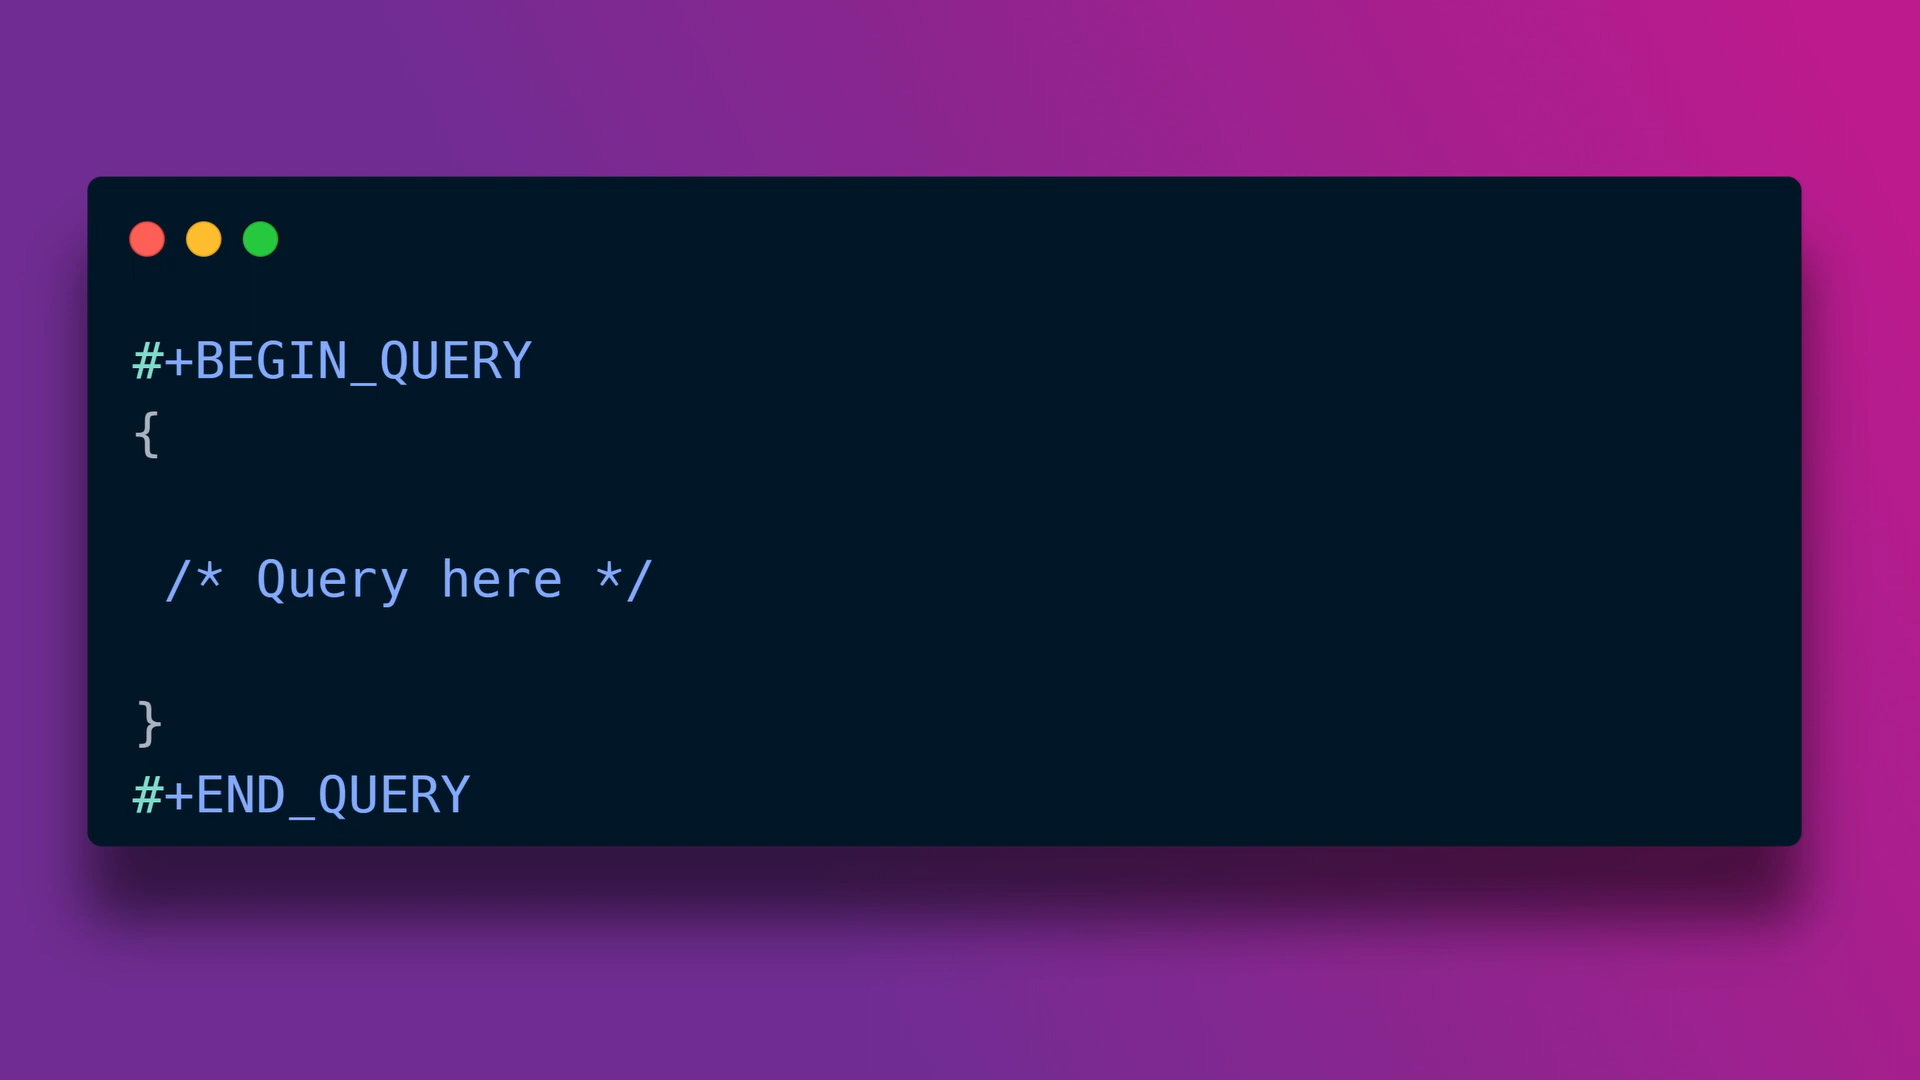 #+BEGIN_QUERY
{
/* Query here */
}
#+END_QUERY